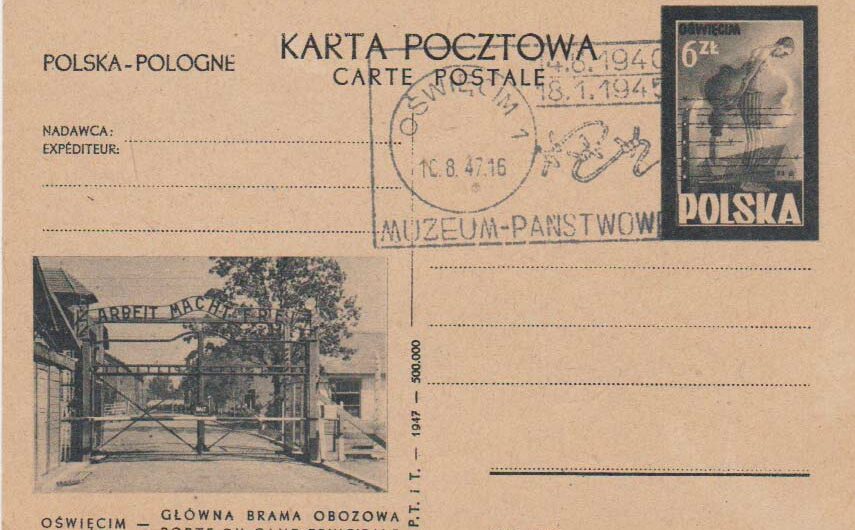 POLSKA-POLOGNE
KARTA POCZTOWA
CARTE POSTALE
NADAWCA:
EXPÉDITEUR:
OŚWIĘCIM 1
10.8.47.16
14.6.1940
18.1.1945
MUZEUM-PAŃSTWOWE
OŚWIĘCIM
6 ZŁ
POLSKA
ARBEIT MACHT FREI
P.T. i T. — 1947 — 500.000
OŚWIĘCIM — GŁÓWNA BRAMA OBOZOWA